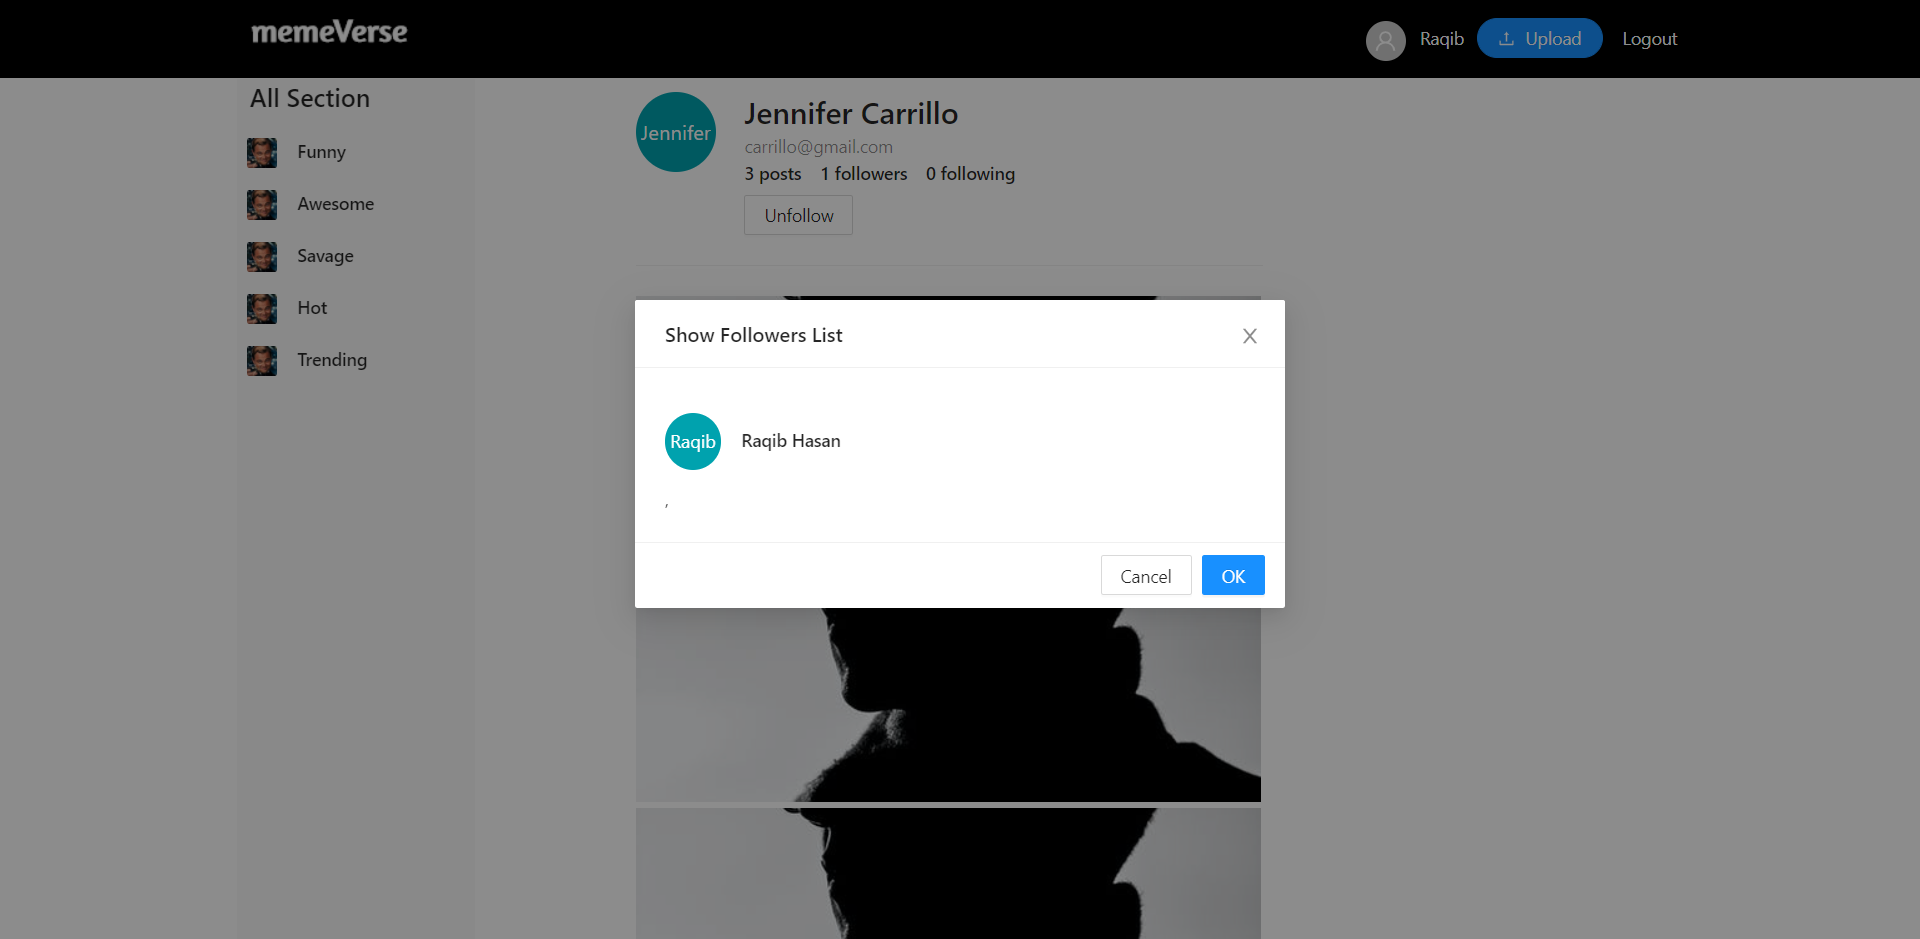 memeVerse
Raqib
Upload
Logout
All Section
Funny
Awesome
Savage
Hot
Trending
Jennifer
Jennifer Carrillo
carrillo@gmail.com
3 posts 1 followers 0 following
Unfollow
Show Followers List
Raqib
Raqib Hasan
,
Cancel
OK